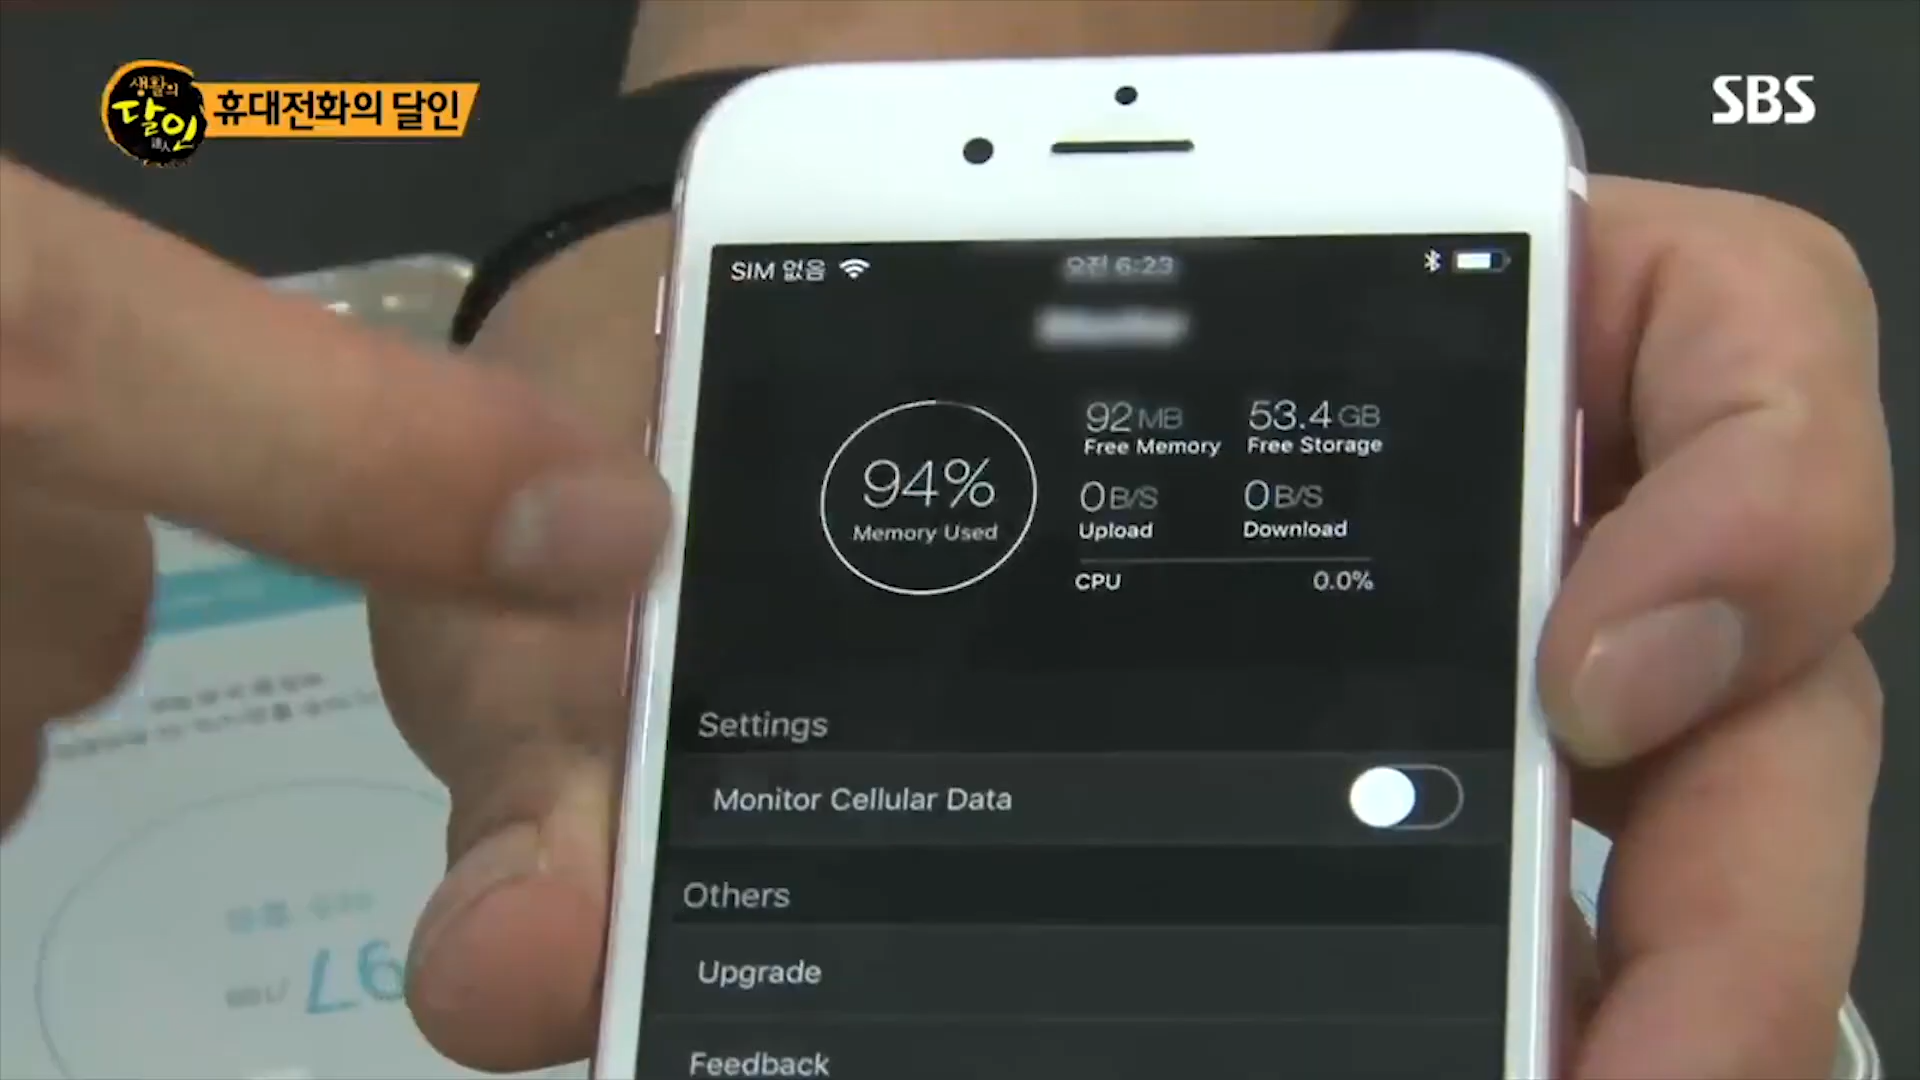 생활의
달인
휴대전화의 달인
SBS
SIM 없음
오전 6:23
94%
Memory Used
92 MB
Free Memory
53.4 GB
Free Storage
0 B/S
Upload
0 B/S
Download
CPU 0.0%
Settings
Monitor Cellular Data
Others
Upgrade
Feedback